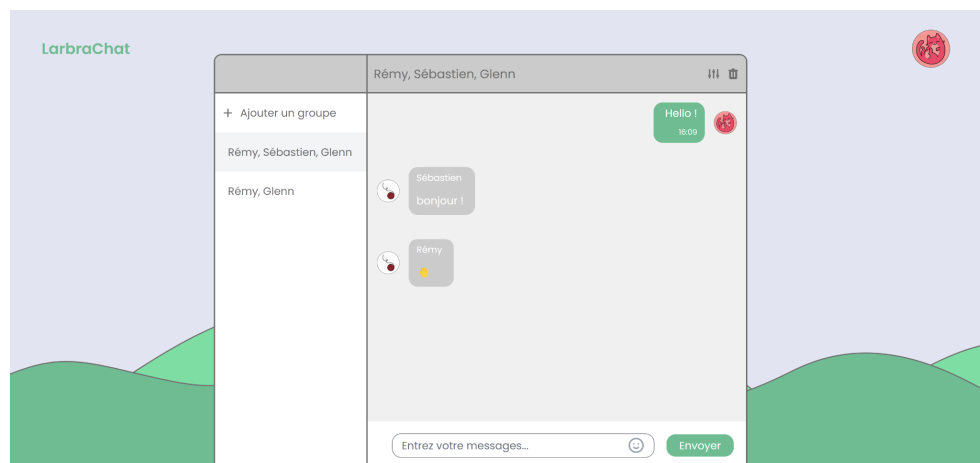 LarbraChat
Rémy, Sébastien, Glenn
+ Ajouter un groupe
Rémy, Sébastien, Glenn
Rémy, Glenn
Hello !
16:09
Sébastien
bonjour !
Rémy
Entrez votre messages...
Envoyer